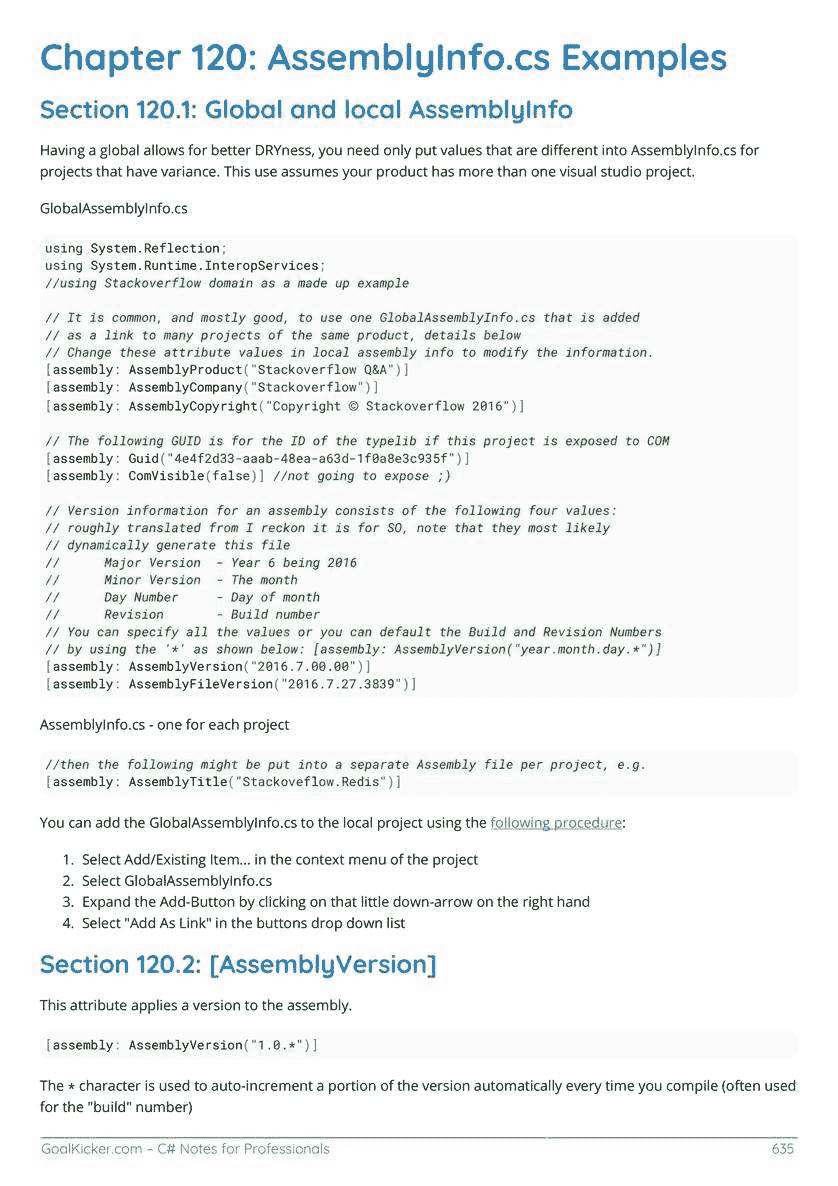 Chapter 120: AssemblyInfo.cs Examples
Section 120.1: Global and local AssemblyInfo
Having a global allows for better DRYness, you need only put values that are different into AssemblyInfo.cs for
projects that have variance. This use assumes your product has more than one visual studio project.
GlobalAssemblyInfo.cs
using System.Reflection;
using System.Runtime.InteropServices;
//using Stackoverflow domain as a made up example
// It is common, and mostly good, to use one GlobalAssemblyInfo.cs that is added
// as a link to many projects of the same product, details below
// Change these attribute values in local assembly info to modify the information.
[assembly: AssemblyProduct("Stackoverflow Q&A")]
[assembly: AssemblyCompany("Stackoverflow")]
[assembly: AssemblyCopyright("Copyright © Stackoverflow 2016")]
// The following GUID is for the ID of the typelib if this project is exposed to COM
[assembly: Guid("4e4f2d33-aaab-48ea-a63d-1f0a8e3c935f")]
[assembly: ComVisible(false)] //not going to expose ;)
// Version information for an assembly consists of the following four values:
// roughly translated from I reckon it is for SO, note that they most likely
// dynamically generate this file
//      Major Version  - Year 6 being 2016
//      Minor Version  - The month
//      Day Number     - Day of month
//      Revision       - Build number
// You can specify all the values or you can default the Build and Revision Numbers
// by using the '*' as shown below: [assembly: AssemblyVersion("year.month.day.*")]
[assembly: AssemblyVersion("2016.7.00.00")]
[assembly: AssemblyFileVersion("2016.7.27.3839")]
AssemblyInfo.cs - one for each project
//then the following might be put into a separate Assembly file per project, e.g.
[assembly: AssemblyTitle("Stackoveflow.Redis")]
You can add the GlobalAssemblyInfo.cs to the local project using the following procedure:
1. Select Add/Existing Item... in the context menu of the project
2. Select GlobalAssemblyInfo.cs
3. Expand the Add-Button by clicking on that little down-arrow on the right hand
4. Select "Add As Link" in the buttons drop down list
Section 120.2: [AssemblyVersion]
This attribute applies a version to the assembly.
[assembly: AssemblyVersion("1.0.*")]
The * character is used to auto-increment a portion of the version automatically every time you compile (often used
for the "build" number)
GoalKicker.com – C# Notes for Professionals
635